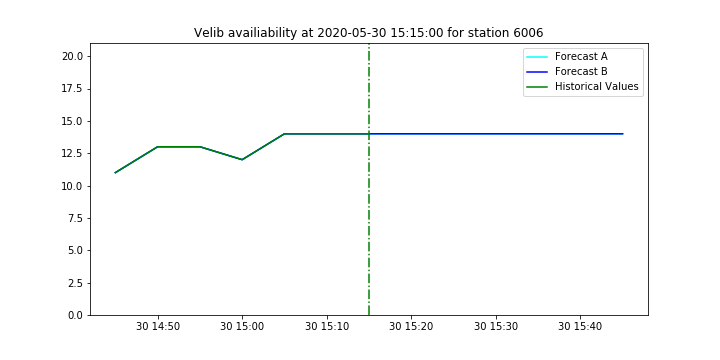 Velib availiability at 2020-05-30 15:15:00 for station 6006
20.0
17.5
15.0
12.5
10.0
7.5
5.0
2.5
0.0
Forecast A
Forecast B
Historical Values
30 14:50 30 15:00 30 15:10 30 15:20 30 15:30 30 15:40